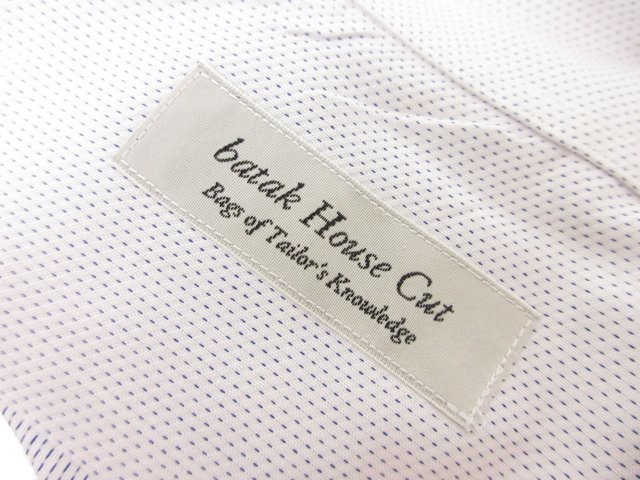 batak House Cut
Bags of Tailor's Knowledge